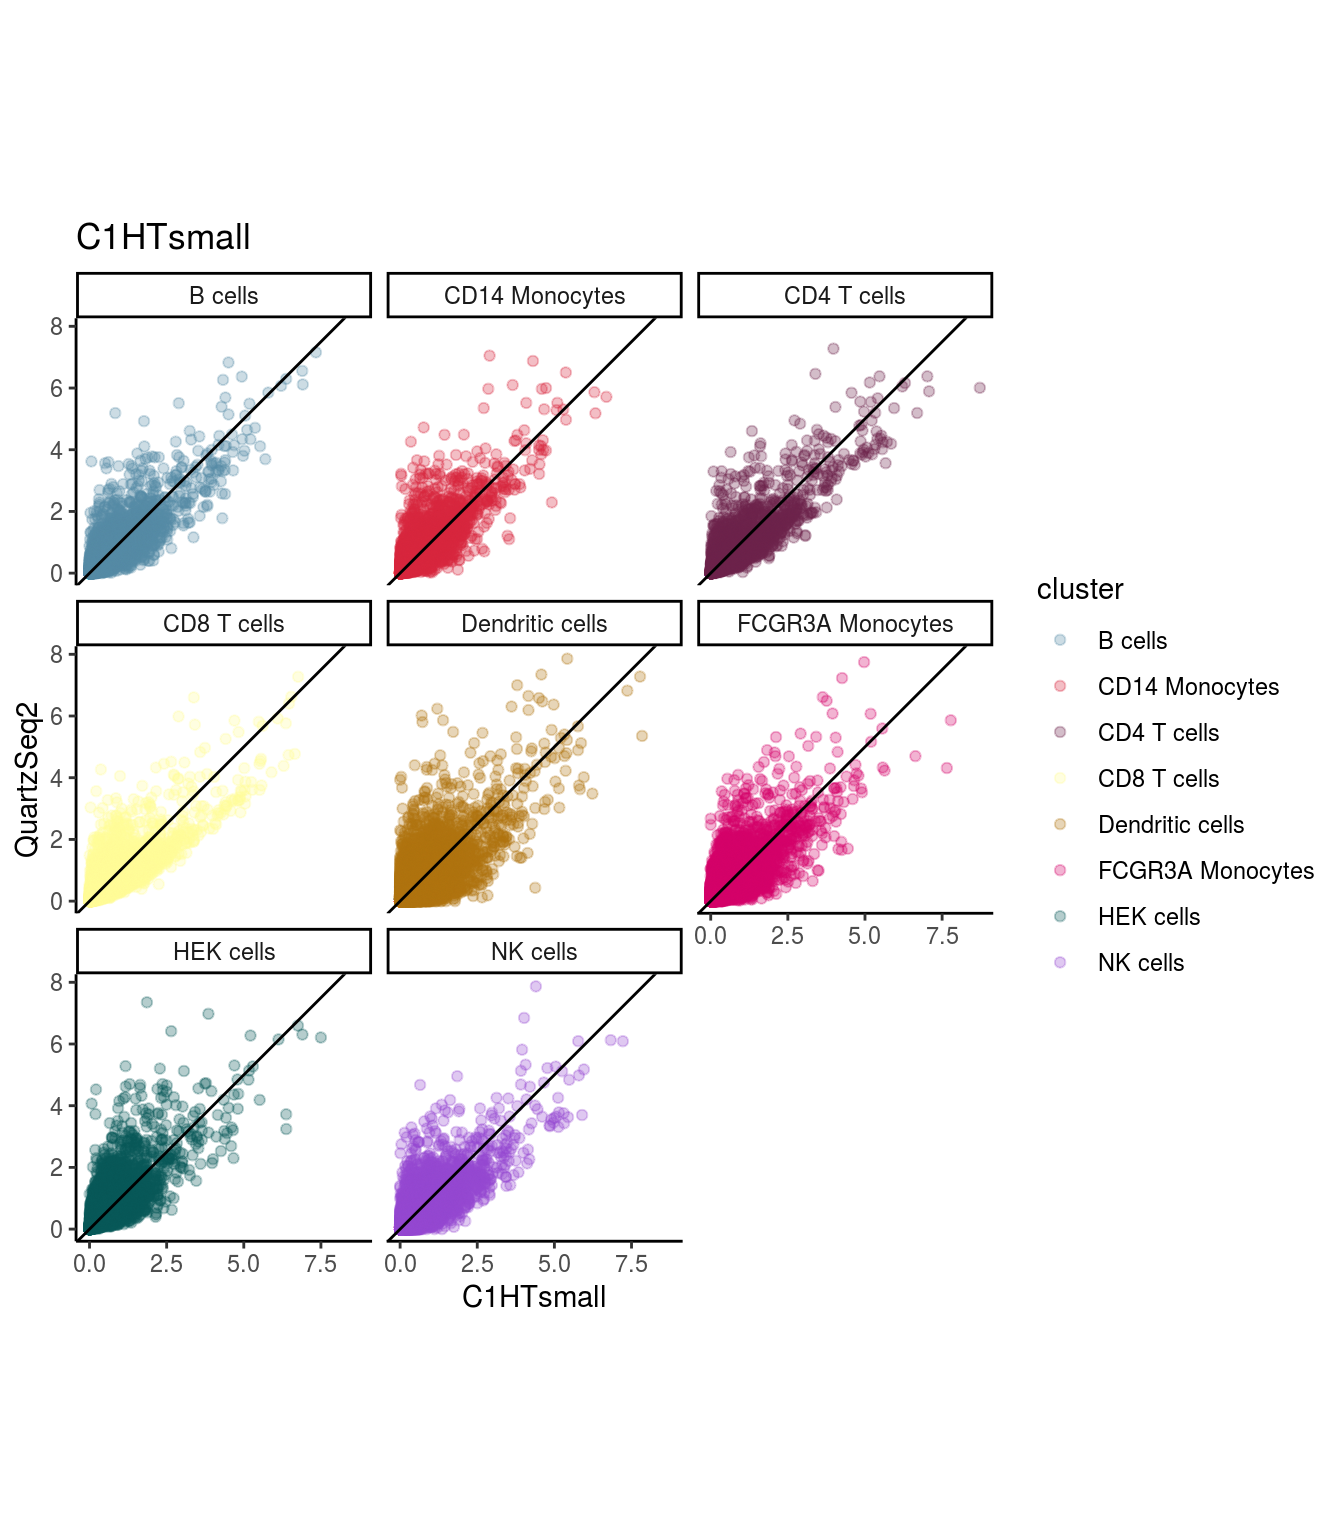 C1HTsmall
B cells
CD14 Monocytes
CD4 T cells
8
6
4
2
0
CD8 T cells
Dendritic cells
FCGR3A Monocytes
8
6
4
2
0
0.0 2.5 5.0 7.5
HEK cells
NK cells
8
6
4
2
0
0.0 2.5 5.0 7.5
0.0 2.5 5.0 7.5
C1HTsmall
QuartzSeq2
cluster
B cells
CD14 Monocytes
CD4 T cells
CD8 T cells
Dendritic cells
FCGR3A Monocytes
HEK cells
NK cells